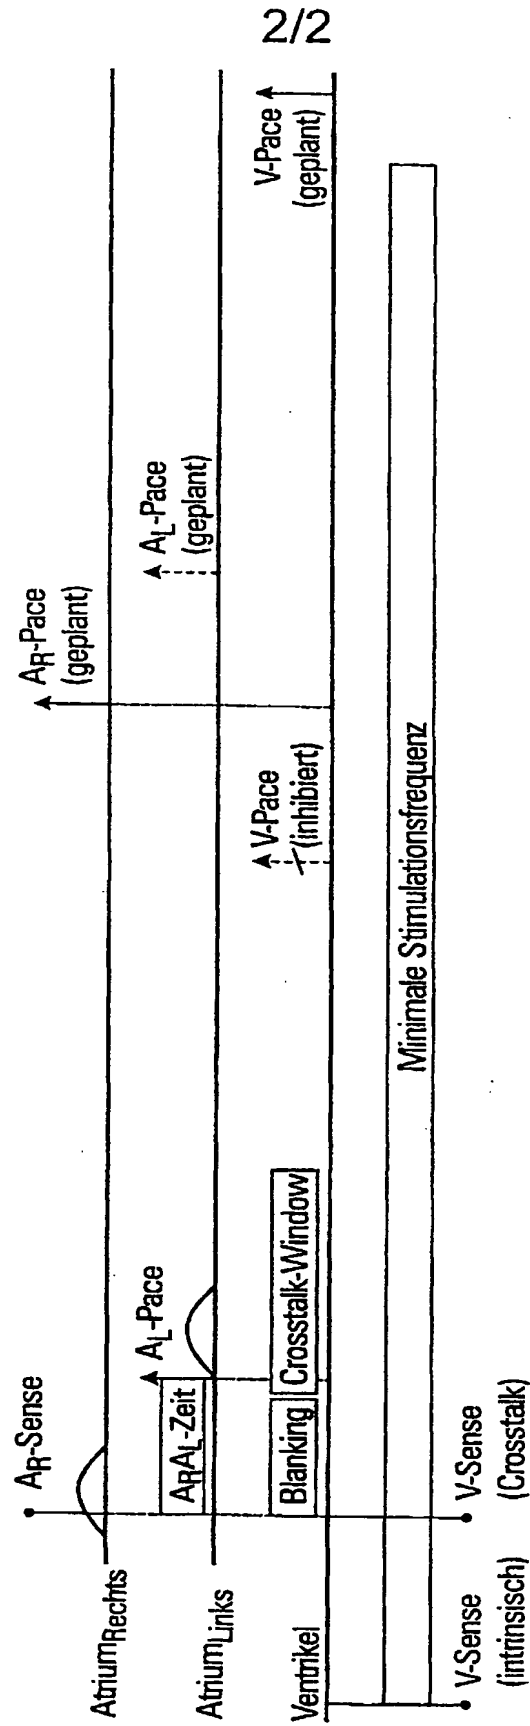 2/2
AR-Sense
AtriumRechts
AR-Pace
(geplant)
ARAL-Zeit
AL-Pace
AL-Pace
(geplant)
AtriumLinks
Blanking
Crosstalk-Window
V-Pace
(inhibiert)
V-Pace
(geplant)
Ventrikel
Minimale Stimulationsfrequenz
V-Sense
(intrinsisch)
V-Sense
(Crosstalk)